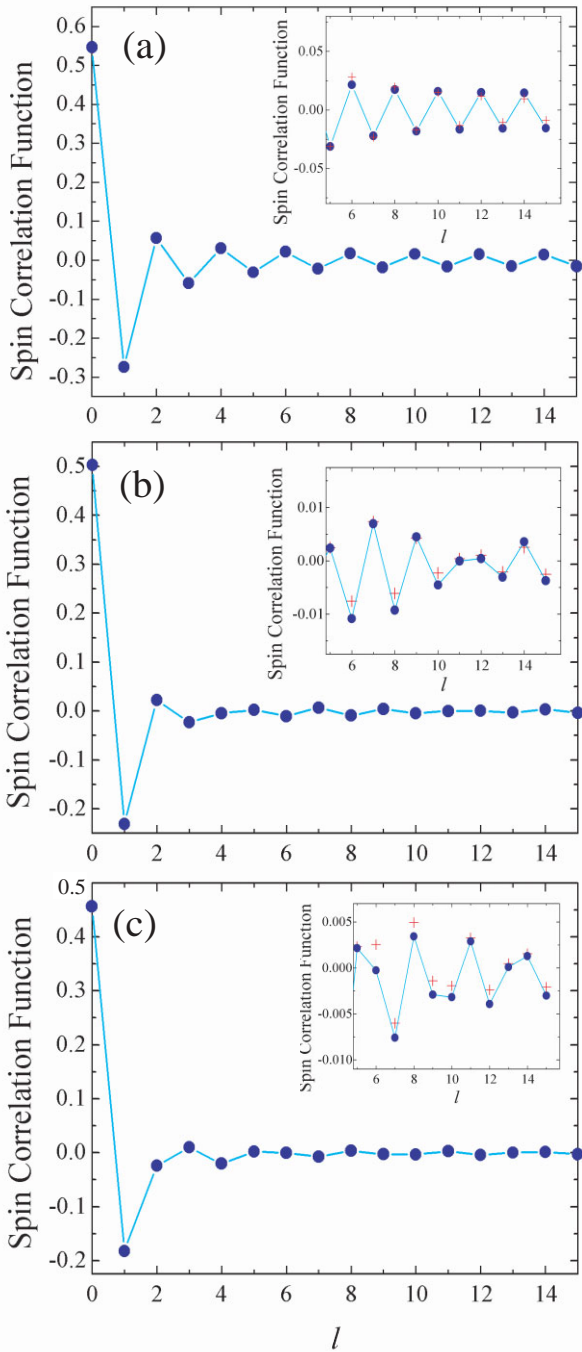 (a)
Spin Correlation Function
0.6
0.5
0.4
0.3
0.2
0.1
0.0
-0.1
-0.2
-0.3
0 2 4 6 8 10 12 14
Spin Correlation Function
0.05
0.00
-0.05
6 8 10 12 14
l
(b)
Spin Correlation Function
0.5
0.4
0.3
0.2
0.1
0.0
-0.1
-0.2
0 2 4 6 8 10 12 14
Spin Correlation Function
0.01
0.00
-0.01
6 8 10 12 14
l
(c)
Spin Correlation Function
0.5
0.4
0.3
0.2
0.1
0.0
-0.1
-0.2
0 2 4 6 8 10 12 14
l
Spin Correlation Function
0.005
0.000
-0.005
-0.010
6 8 10 12 14
l